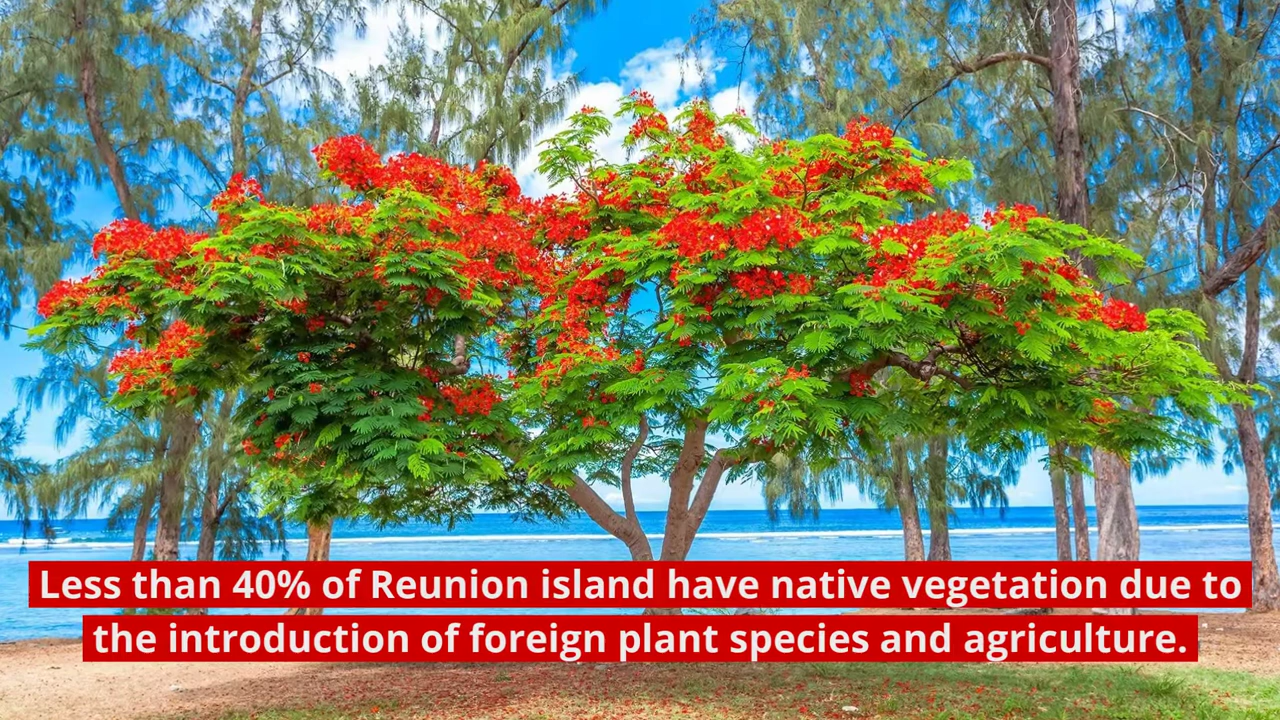 Less than 40% of Reunion island have native vegetation due to
the introduction of foreign plant species and agriculture.